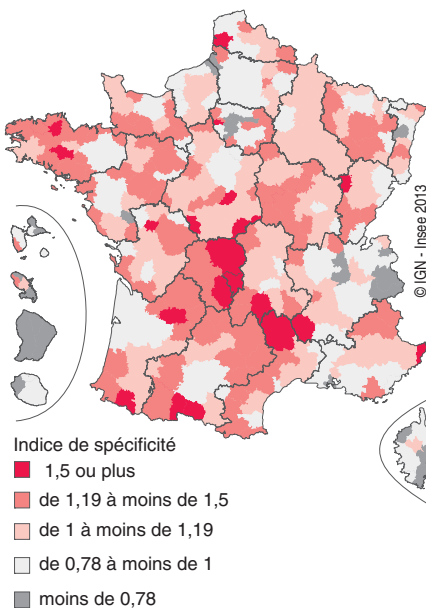 © IGN - Insee 2013
Indice de spécificité
1,5 ou plus
de 1,19 à moins de 1,5
de 1 à moins de 1,19
de 0,78 à moins de 1
moins de 0,78